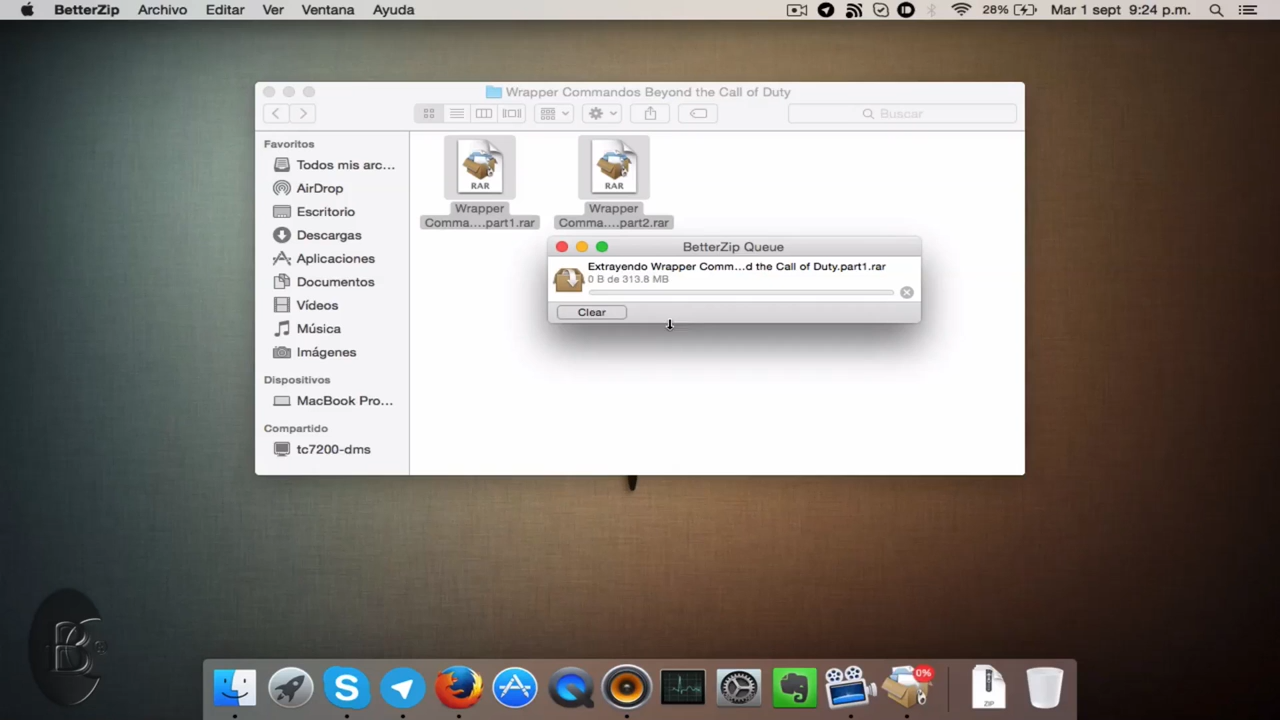 BetterZip Archivo Editar Ver Ventana Ayuda
28% Mar 1 sept 9:24 p.m.
Wrapper Commandos Beyond the Call of Duty
Buscar
Favoritos
Todos mis arc...
AirDrop
Escritorio
Descargas
Aplicaciones
Documentos
Vídeos
Música
Imágenes
Dispositivos
MacBook Pro...
Compartido
tc7200-dms
RAR
Wrapper
Comma....part1.rar
RAR
Wrapper
Comma....part2.rar
BetterZip Queue
Extrayendo Wrapper Comm...d the Call of Duty.part1.rar
0 B de 313.8 MB
Clear
0%
ZIP